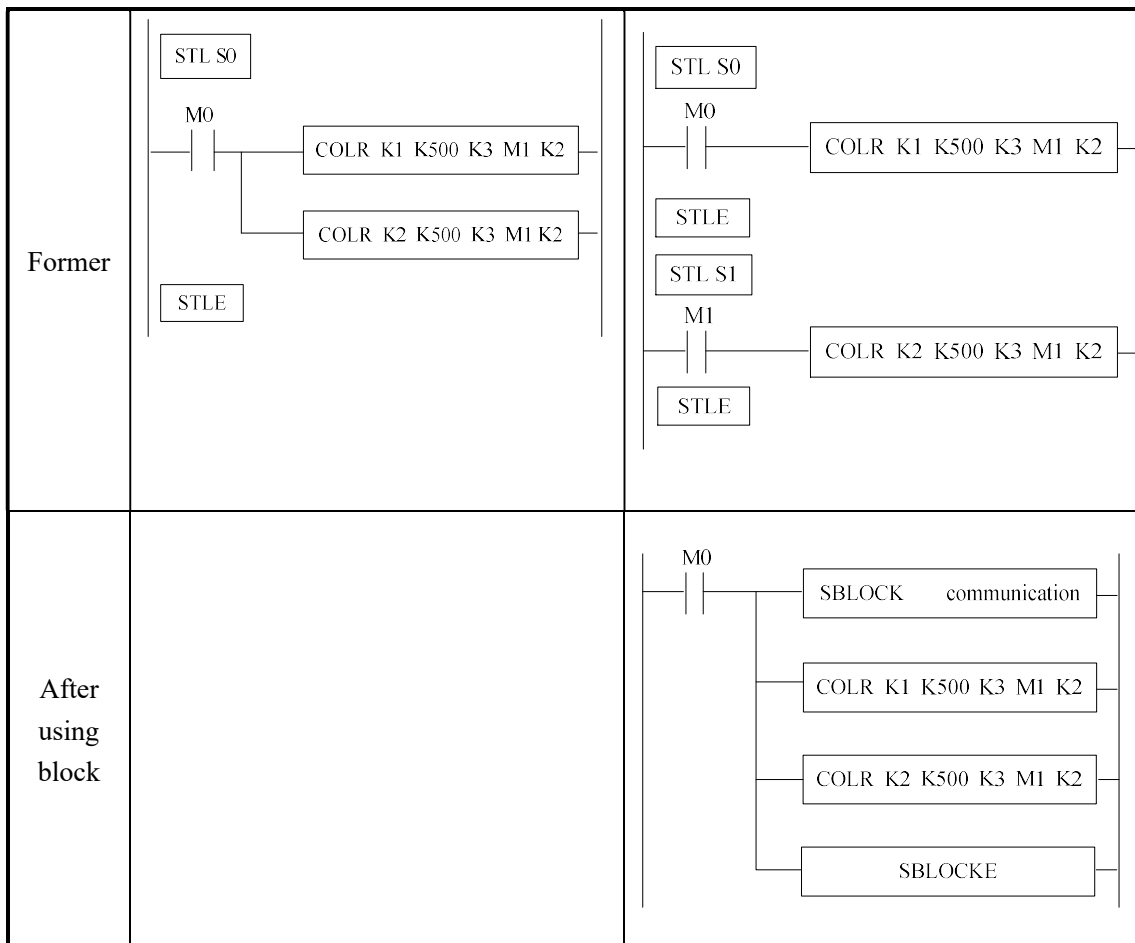 Former
STL S0
M0
COLR K1 K500 K3 M1 K2
COLR K2 K500 K3 M1 K2
STLE
STL S0
M0
COLR K1 K500 K3 M1 K2
STLE
STL S1
M1
COLR K2 K500 K3 M1 K2
STLE
After
using
block
M0
SBLOCK communication
COLR K1 K500 K3 M1 K2
COLR K2 K500 K3 M1 K2
SBLOCKE